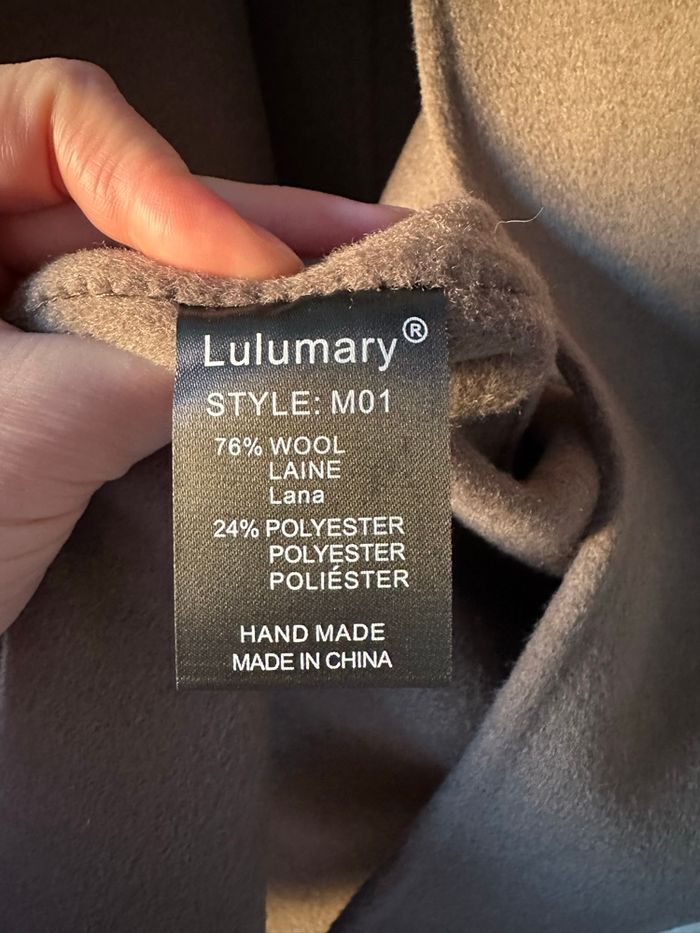 Lulumary®
STYLE: M01
76% WOOL
LAINE
Lana
24% POLYESTER
POLYESTER
POLIÉSTER
HAND MADE
MADE IN CHINA